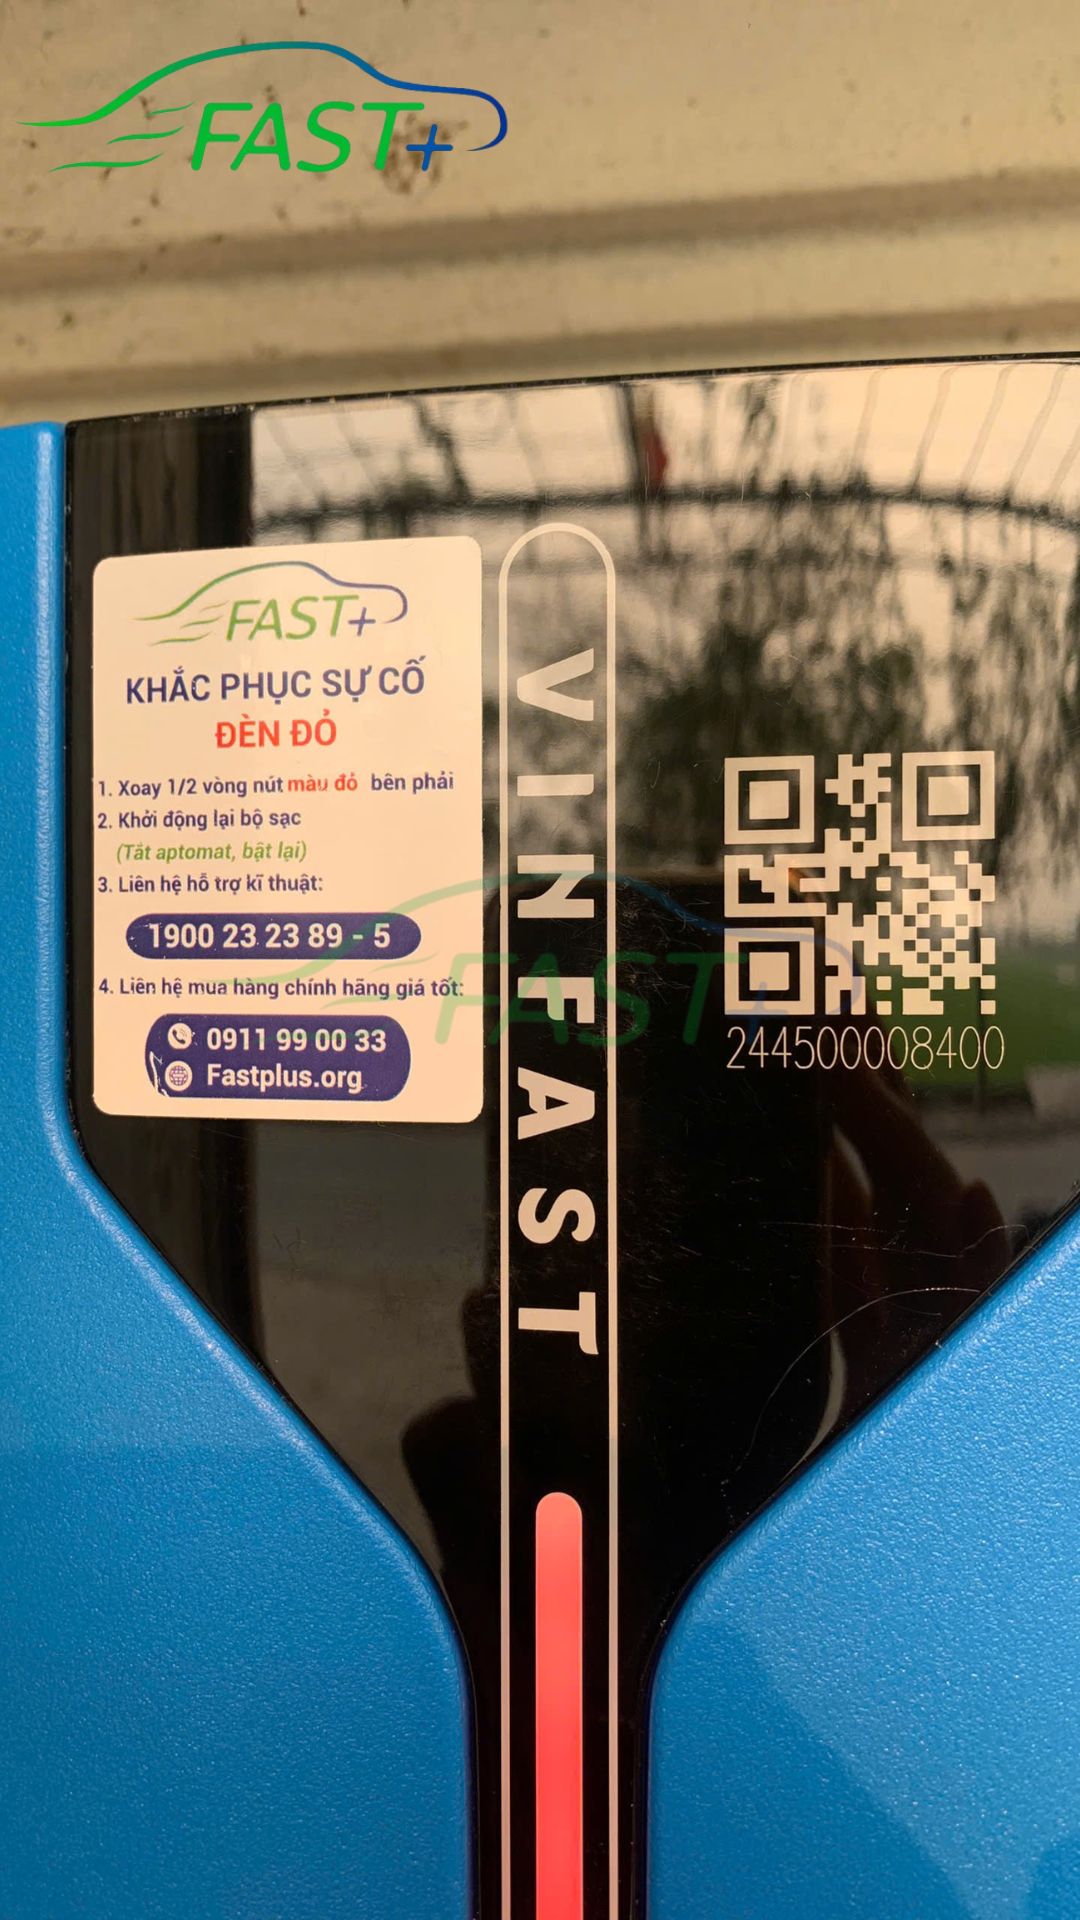 FAST+
FAST+
KHẮC PHỤC SỰ CỐ
ĐÈN ĐỎ
1. Xoay 1/2 vòng nút màu đỏ bên phải
2. Khởi động lại bộ sạc
(Tắt aptomat, bật lại)
3. Liên hệ hỗ trợ kĩ thuật:
1900 23 23 89 - 5
4. Liên hệ mua hàng chính hãng giá tốt:
0911 99 00 33
Fastplus.org
VINFAST
244500008400
FAST+